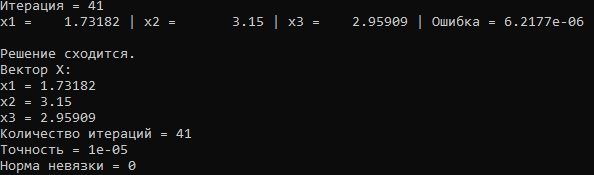 Итерация = 41
x1 =    1.73182 | x2 =       3.15 | x3 =    2.95909 | Ошибка = 6.2177e-06

Решение сходится.
Вектор X:
x1 = 1.73182
x2 = 3.15
x3 = 2.95909
Количество итераций = 41
Точность = 1e-05
Норма невязки = 0